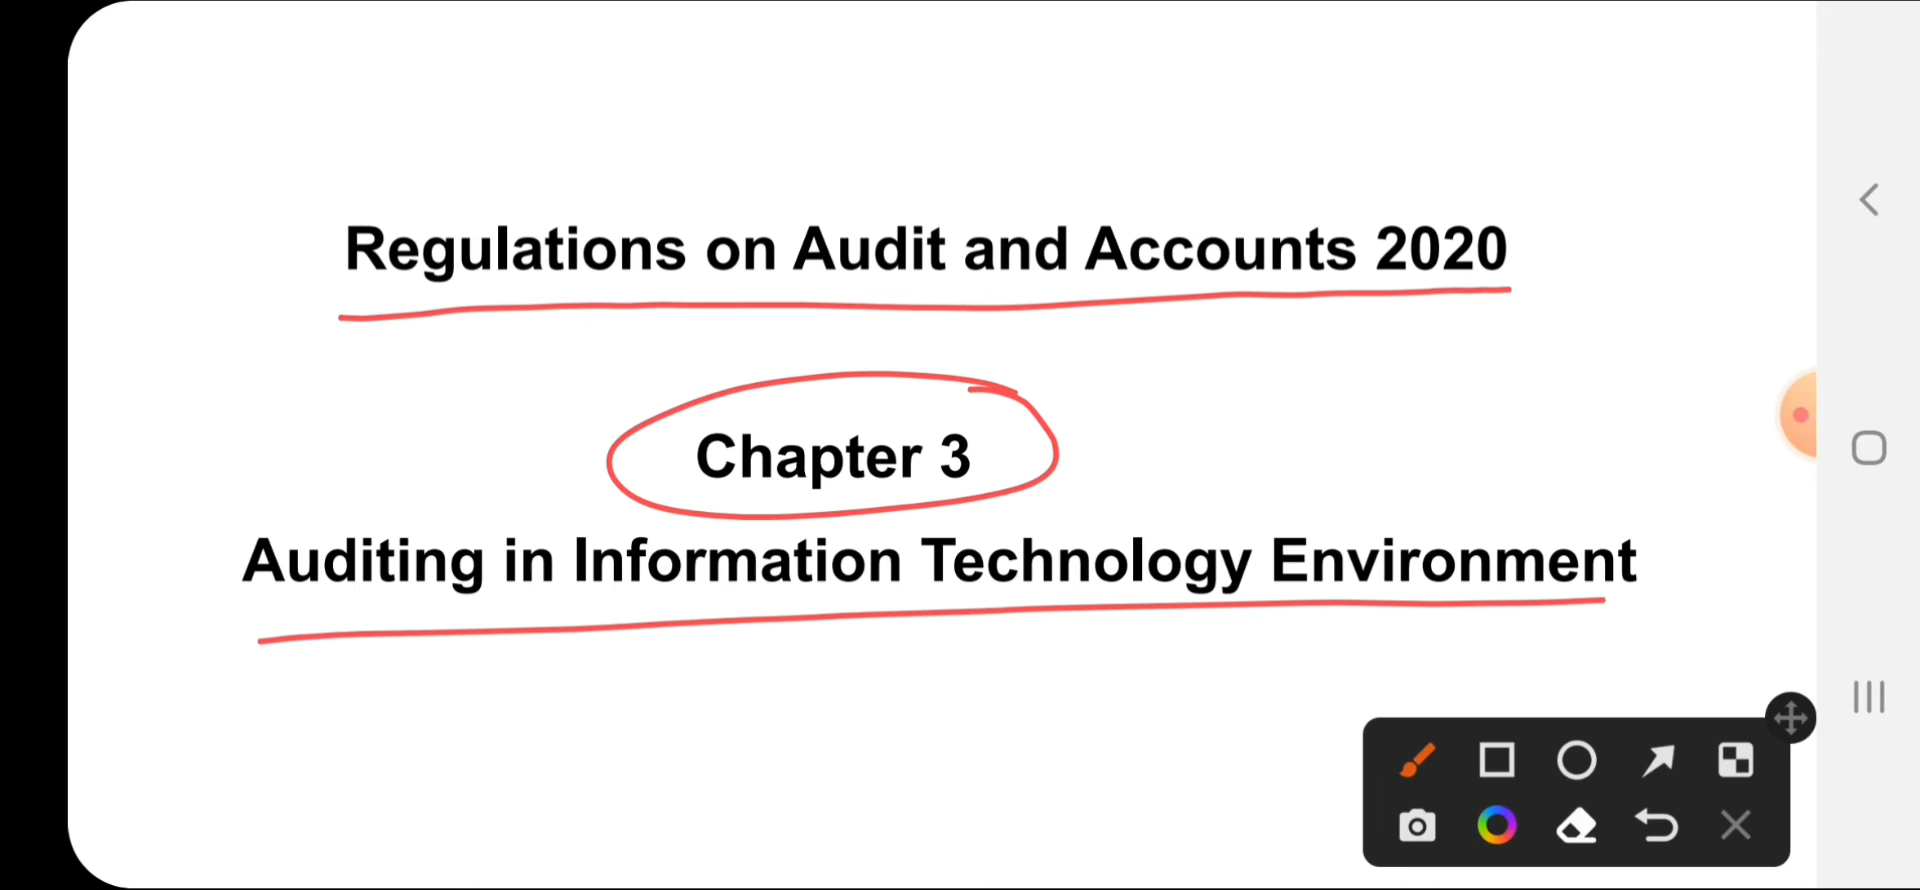 Regulations on Audit and Accounts 2020
Chapter 3
Auditing in Information Technology Environment